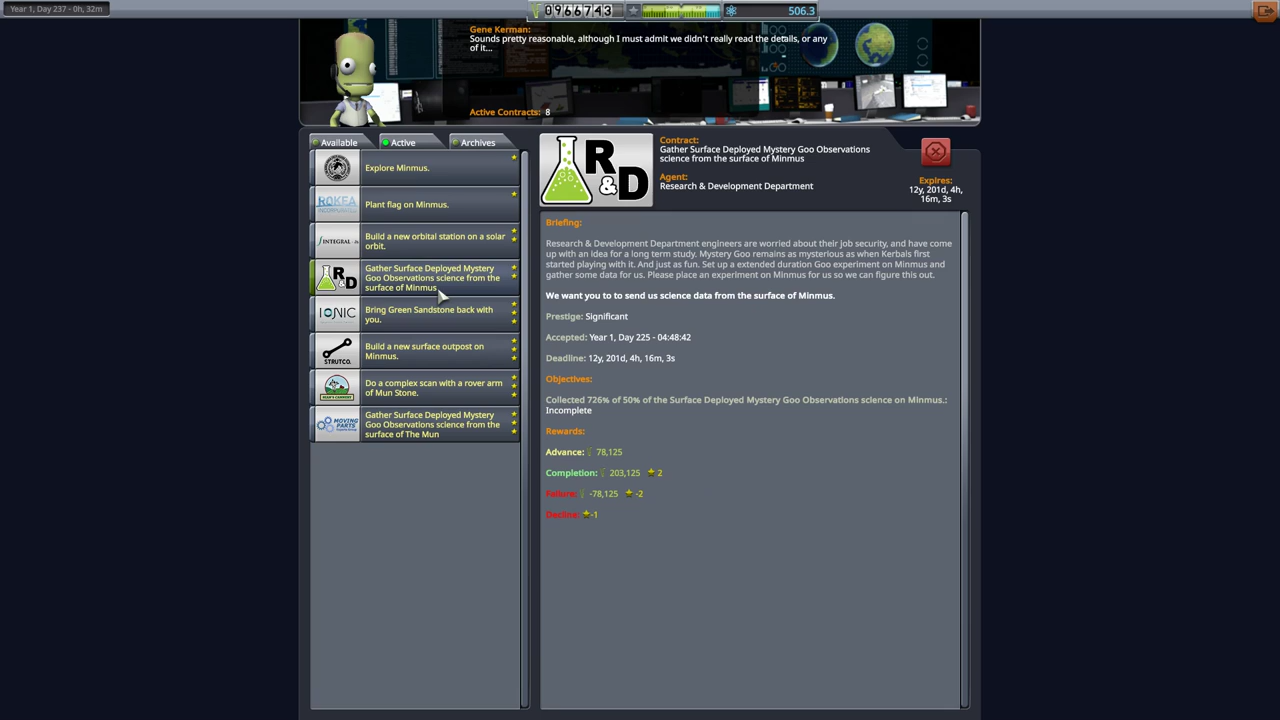 Year 1, Day 237 - 0h, 32m
0966743
506.3
Gene Kerman:
Sounds pretty reasonable, although I must admit we didn't really read the details, or any
of it...
Active Contracts: 8
Available
Active
Archives
Explore Minmus.
ROKEA
INCORPORATED
Plant flag on Minmus.
INTEGRAL
Build a new orbital station on a solar
orbit.
R
&D
Gather Surface Deployed Mystery
Goo Observations science from the
surface of Minmus
IONIC
Bring Green Sandstone back with
you.
STRUTCO.
Build a new surface outpost on
Minmus.
Do a complex scan with a rover arm
of Mun Stone.
MOVING
PARTS
Gather Surface Deployed Mystery
Goo Observations science from the
surface of The Mun
R
&D
Contract:
Gather Surface Deployed Mystery Goo Observations
science from the surface of Minmus
Agent:
Research & Development Department
Expires:
12y, 201d, 4h,
16m, 3s
Briefing:
Research & Development Department engineers are worried about their job security, and have come
up with an idea for a long term study. Mystery Goo remains as mysterious as when Kerbals first
started playing with it. And just as fun. Set up a extended duration Goo experiment on Minmus and
gather some data for us. Please place an experiment on Minmus for us so we can figure this out.
We want you to to send us science data from the surface of Minmus.
Prestige: Significant
Accepted: Year 1, Day 225 - 04:48:42
Deadline: 12y, 201d, 4h, 16m, 3s
Objectives:
Collected 726% of 50% of the Surface Deployed Mystery Goo Observations science on Minmus.:
Incomplete
Rewards:
Advance: 78,125
Completion: 203,125 2
Failure: -78,125 -2
Decline: -1